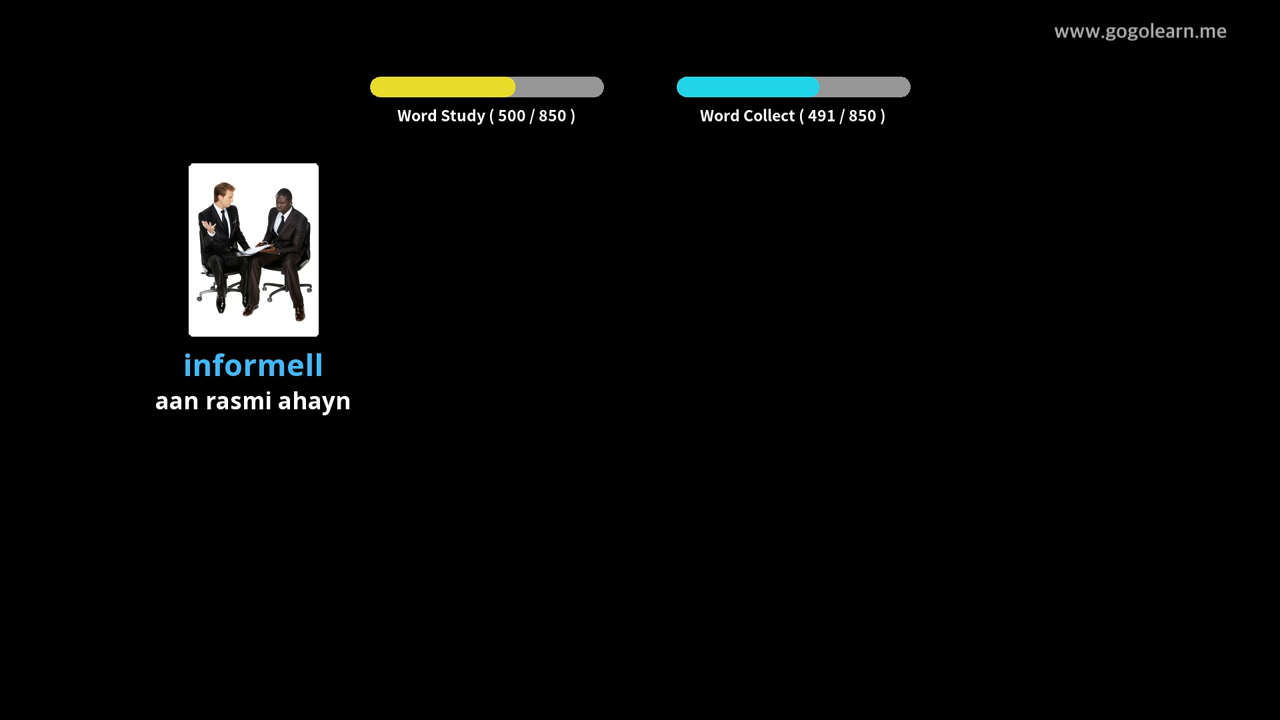 www.gogolearn.me
Word Study ( 500 / 850 )
Word Collect ( 491 / 850 )
informell
aan rasmi ahayn